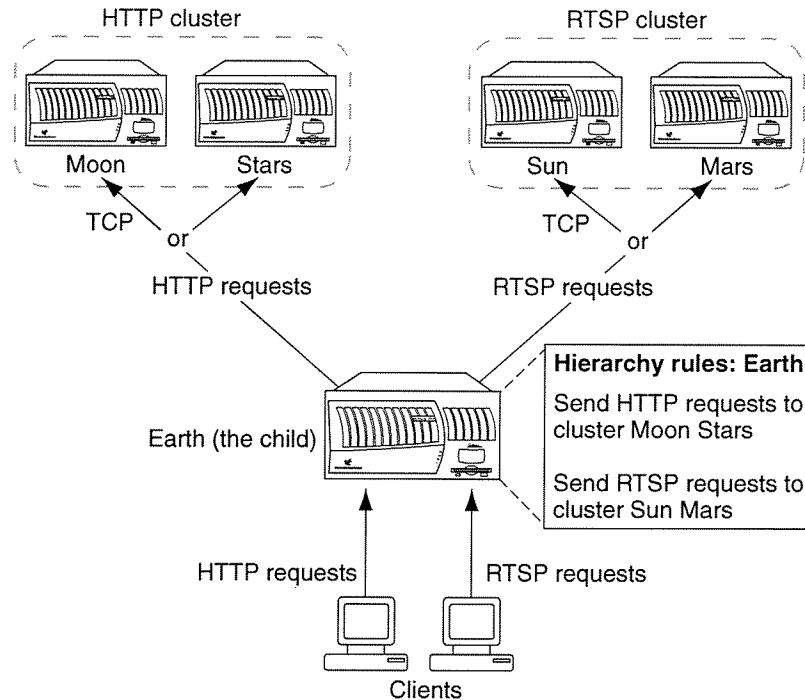 HTTP cluster
RTSP cluster
Moon
Stars
Sun
Mars
TCP
or
TCP
or
HTTP requests
RTSP requests
Hierarchy rules: Earth
Send HTTP requests to
cluster Moon Stars
Send RTSP requests to
cluster Sun Mars
Earth (the child)
HTTP requests
RTSP requests
Clients